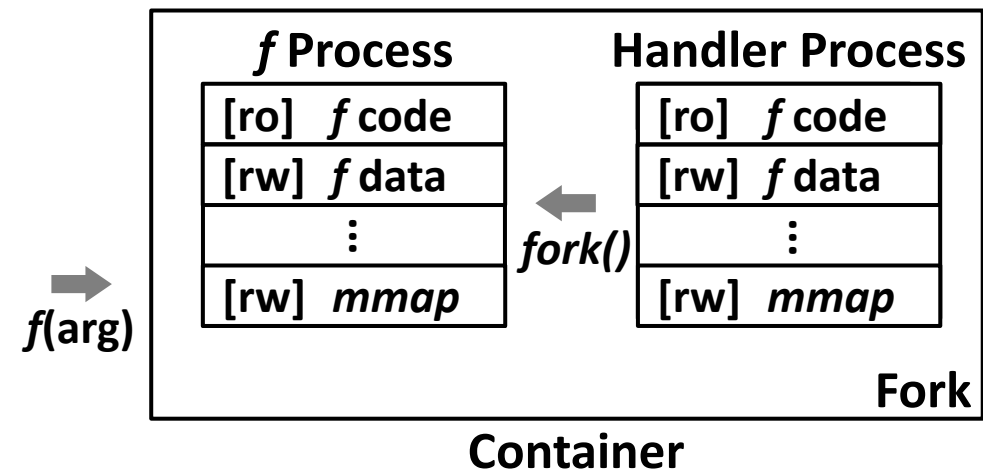 f Process
[ro] f code
[rw] f data
⋮
[rw] mmap
Handler Process
[ro] f code
[rw] f data
⋮
[rw] mmap
fork()
f(arg)
Fork
Container